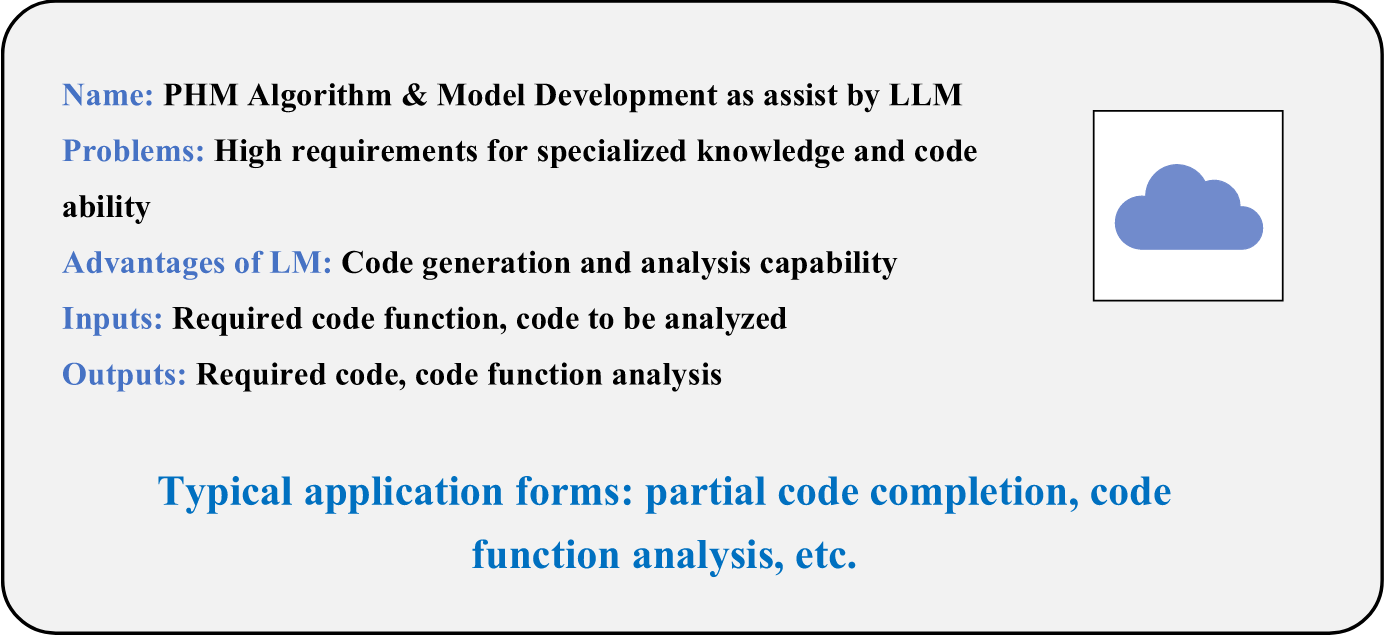 Name: PHM Algorithm & Model Development as assist by LLM
Problems: High requirements for specialized knowledge and code
ability
Advantages of LM: Code generation and analysis capability
Inputs: Required code function, code to be analyzed
Outputs: Required code, code function analysis
Typical application forms: partial code completion, code
function analysis, etc.